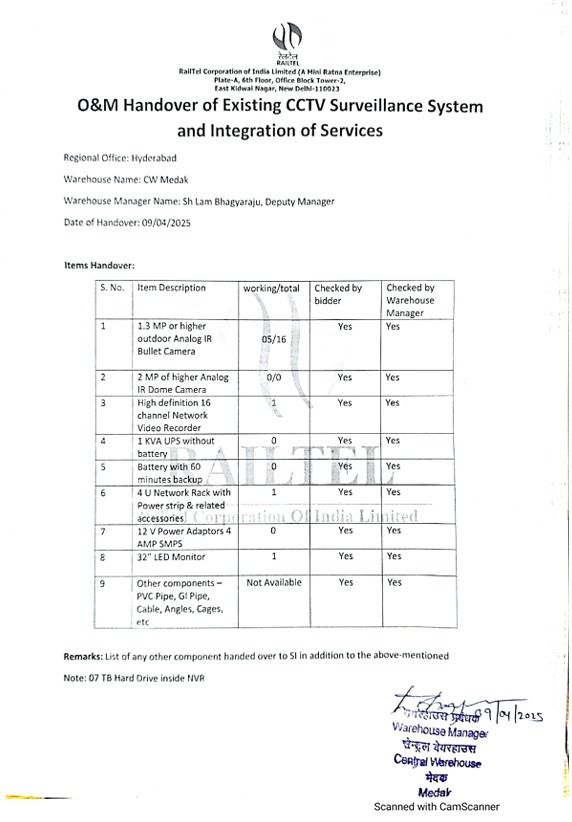 रेलटेल
RAILTEL
RailTel Corporation of India Limited (A Mini Ratna Enterprise)
Plate-A, 6th Floor, Office Block Tower-2,
East Kidwai Nagar, New Delhi-110023
O&M Handover of Existing CCTV Surveillance System
and Integration of Services
Regional Office: Hyderabad
Warehouse Name: CW Medak
Warehouse Manager Name: Sh Lam Bhagyaraju, Deputy Manager
Date of Handover: 09/04/2025
Items Handover:
S. No. Item Description working/total Checked by bidder Checked by Warehouse Manager
1 1.3 MP or higher outdoor Analog IR Bullet Camera 05/16 Yes Yes
2 2 MP of higher Analog IR Dome Camera 0/0 Yes Yes
3 High definition 16 channel Network Video Recorder 1 Yes Yes
4 1 KVA UPS without battery 0 Yes Yes
5 Battery with 60 minutes backup 0 Yes Yes
6 4 U Network Rack with Power strip & related accessories 1 Yes Yes
7 12 V Power Adaptors 4 AMP SMPS 0 Yes Yes
8 32" LED Monitor 1 Yes Yes
9 Other components – PVC Pipe, GI Pipe, Cable, Angles, Cages, etc Not Available Yes Yes
RAILTEL
Corporation Of India Limited
Remarks: List of any other component handed over to SI in addition to the above-mentioned
Note: 07 TB Hard Drive inside NVR
09/04/2025
Warehouse Manager
सेन्ट्रल वेयरहाउस
Central Warehouse
मेदक
Medak
Scanned with CamScanner